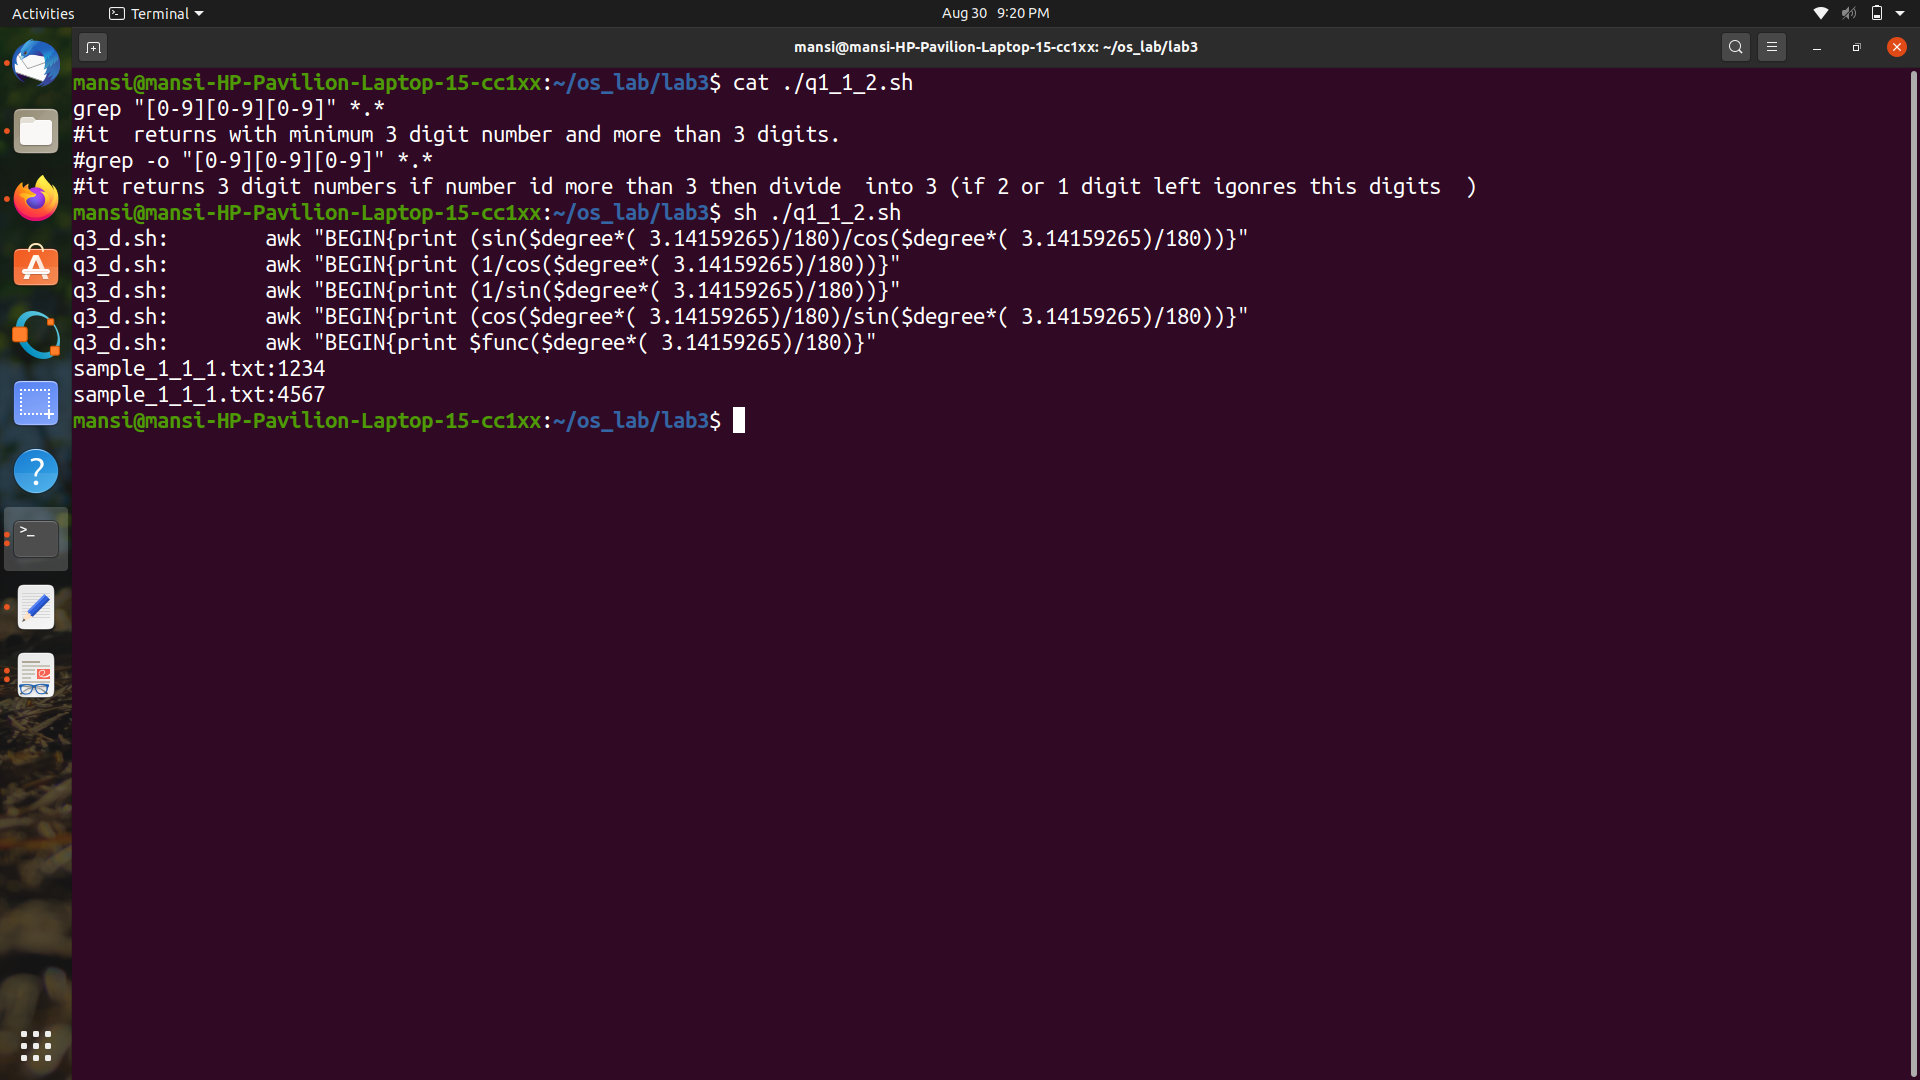 Activities Terminal Aug 30 9:20 PM
mansi@mansi-HP-Pavilion-Laptop-15-cc1xx: ~/os_lab/lab3
mansi@mansi-HP-Pavilion-Laptop-15-cc1xx:~/os_lab/lab3$ cat ./q1_1_2.sh
grep "[0-9][0-9][0-9]" *.*
#it  returns with minimum 3 digit number and more than 3 digits.
#grep -o "[0-9][0-9][0-9]" *.*
#it returns 3 digit numbers if number id more than 3 then divide  into 3 (if 2 or 1 digit left igonres this digits  )
mansi@mansi-HP-Pavilion-Laptop-15-cc1xx:~/os_lab/lab3$ sh ./q1_1_2.sh
q3_d.sh:        awk "BEGIN{print (sin($degree*( 3.14159265)/180)/cos($degree*( 3.14159265)/180))}"
q3_d.sh:        awk "BEGIN{print (1/cos($degree*( 3.14159265)/180))}"
q3_d.sh:        awk "BEGIN{print (1/sin($degree*( 3.14159265)/180))}"
q3_d.sh:        awk "BEGIN{print (cos($degree*( 3.14159265)/180)/sin($degree*( 3.14159265)/180))}"
q3_d.sh:        awk "BEGIN{print $func($degree*( 3.14159265)/180)}"
sample_1_1_1.txt:1234
sample_1_1_1.txt:4567
mansi@mansi-HP-Pavilion-Laptop-15-cc1xx:~/os_lab/lab3$